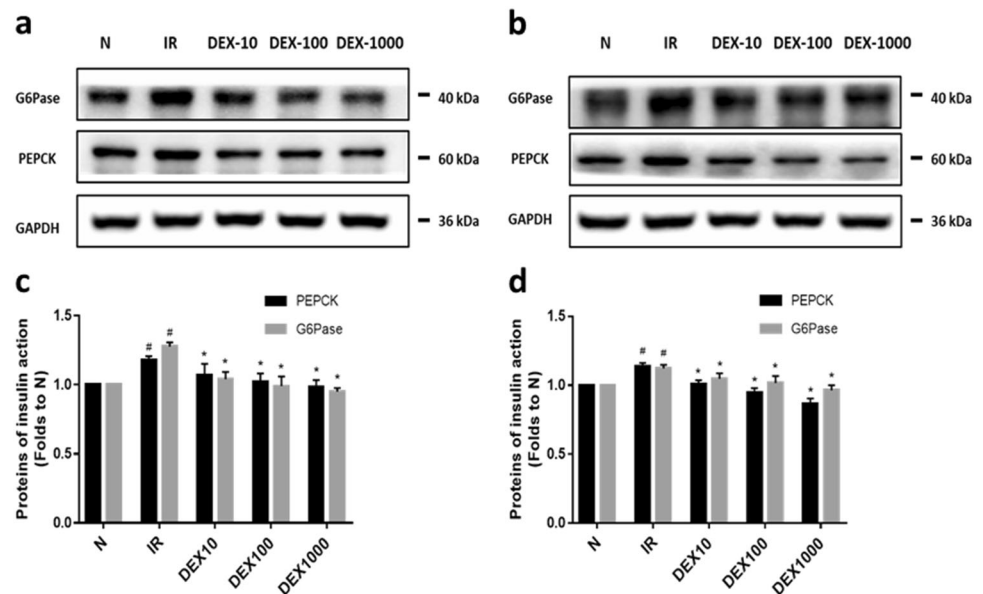 a
N IR DEX-10 DEX-100 DEX-1000
G6Pase 40 kDa
PEPCK 60 kDa
GAPDH 36 kDa
b
N IR DEX-10 DEX-100 DEX-1000
G6Pase 40 kDa
PEPCK 60 kDa
GAPDH 36 kDa
c
PEPCK
G6Pase
Proteins of insulin action
(Folds to N)
1.5
1.0
0.5
0.0
# #
* *
* *
* *
N IR DEX10 DEX100 DEX1000
d
PEPCK
G6Pase
Proteins of insulin action
(Folds to N)
1.5
1.0
0.5
0.0
# #
* *
* *
* *
N IR DEX10 DEX100 DEX1000